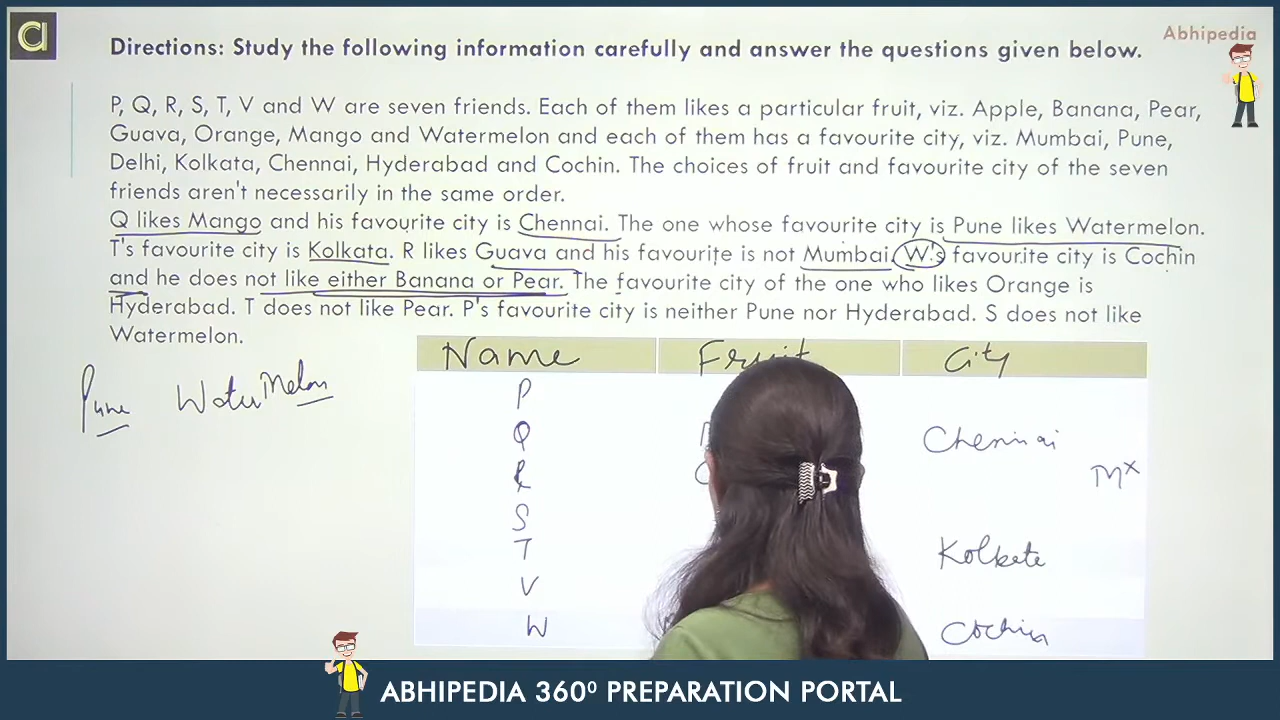 a
Abhipedia
Directions: Study the following information carefully and answer the questions given below.
P, Q, R, S, T, V and W are seven friends. Each of them likes a particular fruit, viz. Apple, Banana, Pear,
Guava, Orange, Mango and Watermelon and each of them has a favourite city, viz. Mumbai, Pune,
Delhi, Kolkata, Chennai, Hyderabad and Cochin. The choices of fruit and favourite city of the seven
friends aren't necessarily in the same order.
Q likes Mango and his favourite city is Chennai. The one whose favourite city is Pune likes Watermelon.
T's favourite city is Kolkata. R likes Guava and his favourite is not Mumbai. W's favourite city is Cochin
and he does not like either Banana or Pear. The favourite city of the one who likes Orange is
Hyderabad. T does not like Pear. P's favourite city is neither Pune nor Hyderabad. S does not like
Watermelon.
Name Fruit City
Pune WaterMelon
P
Q Chennai
R M×
S
T Kolkete
V
W Cochin
ABHIPEDIA 360⁰ PREPARATION PORTAL